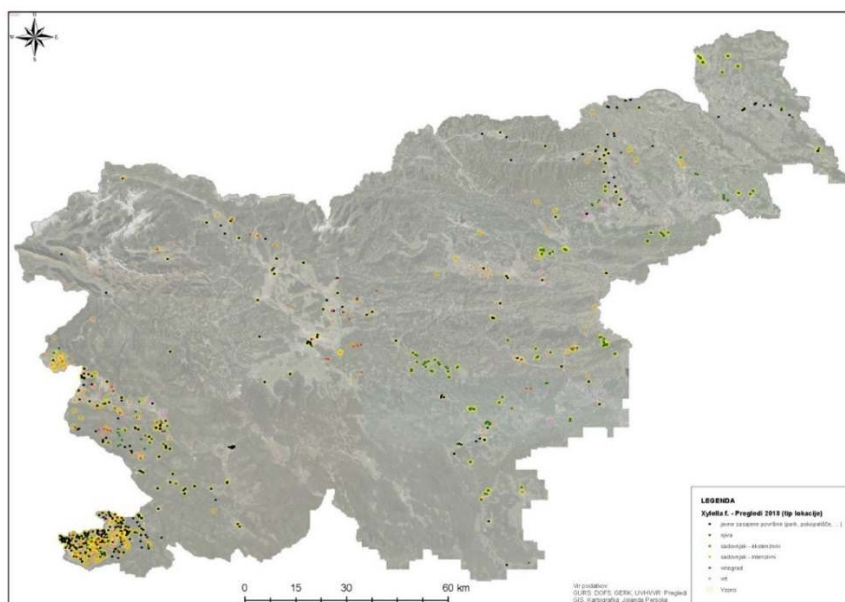 N
W E
S
LEGENDA
Xylella f. - Pregledi 2018 (tip lokacije)
javne zasajene površine (park, pokopališče, ...)
njiva
sadovnjak - ekstenzivni
sadovnjak - intenzivni
vinograd
vrt
Vzorci
0 15 30 60 km
Vir podatkov:
GURS: DOF5, GERK, UVHVVR: Pregledi
GIS, Kartografija: Jolanda Persolja